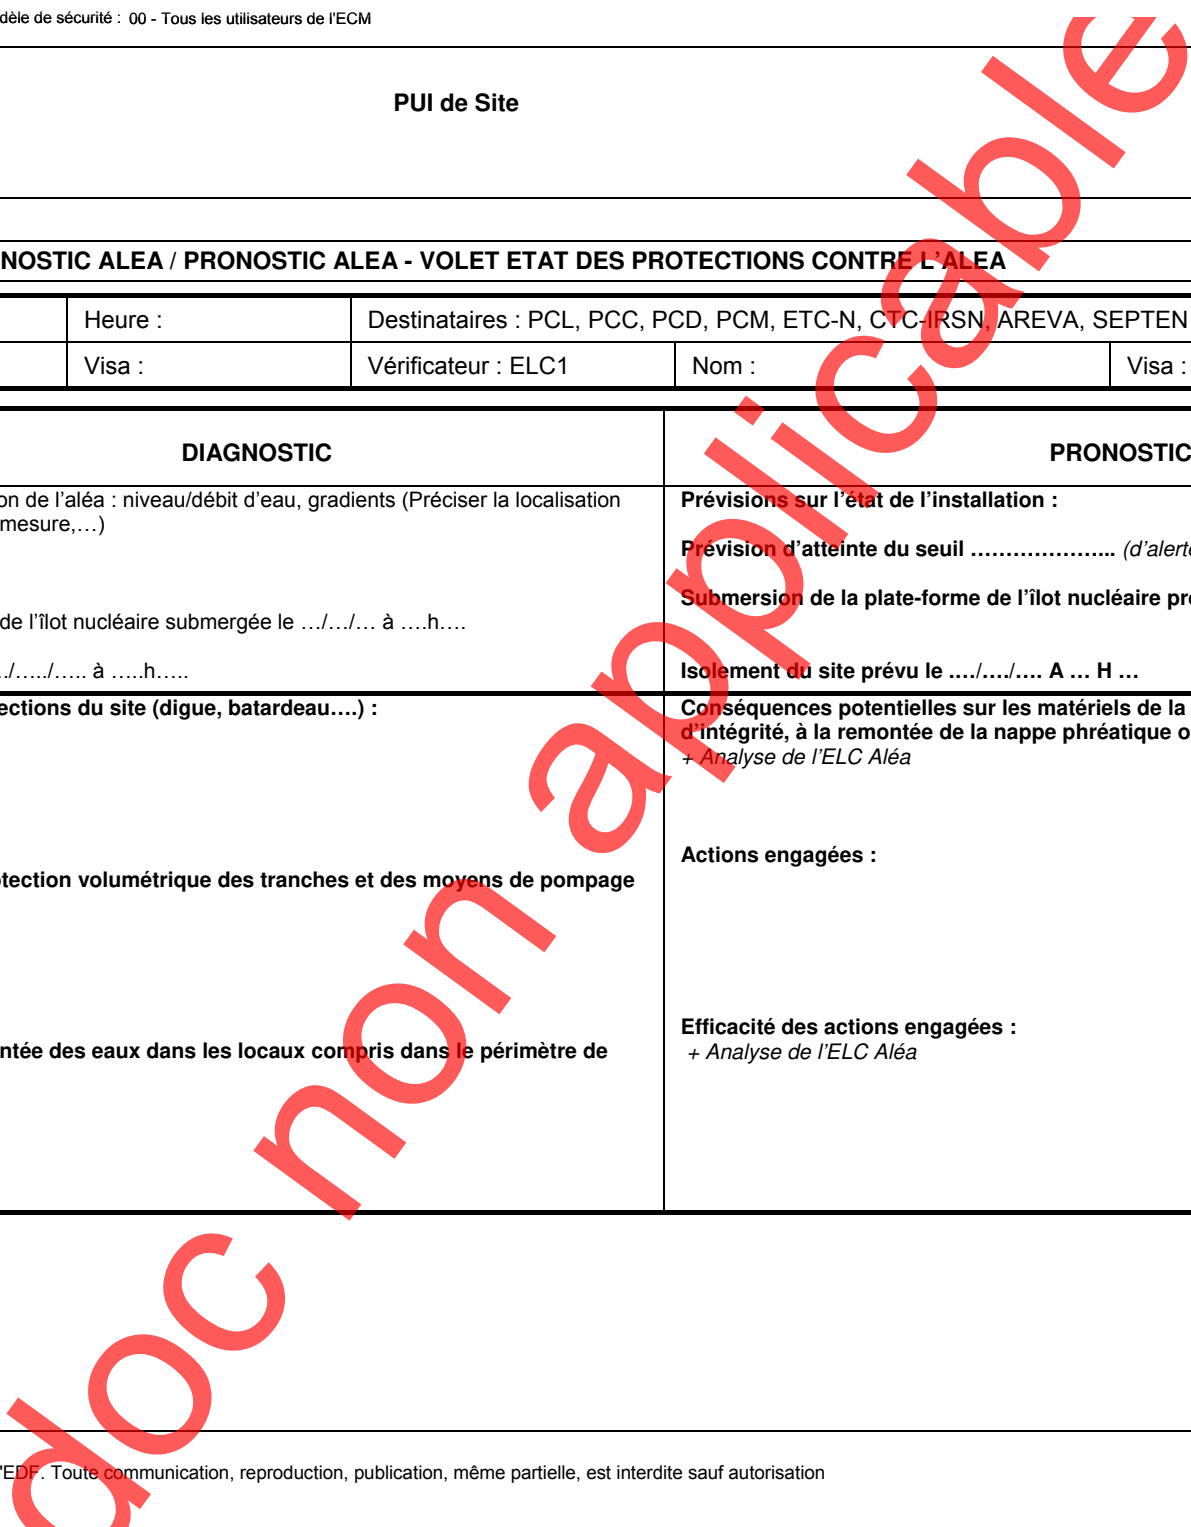 dèle de sécurité : 00 - Tous les utilisateurs de l'ECM
PUI de Site
NOSTIC ALEA / PRONOSTIC ALEA - VOLET ETAT DES PROTECTIONS CONTRE L'ALEA
Heure :
Destinataires : PCL, PCC, PCD, PCM, ETC-N, CTC-IRSN, AREVA, SEPTEN
Visa :
Vérificateur : ELC1
Nom :
Visa :
DIAGNOSTIC
PRONOSTIC
on de l'aléa : niveau/débit d'eau, gradients (Préciser la localisation
mesure,…)
de l'îlot nucléaire submergée le …/…/… à ….h….
./…../….. à …..h…..
Prévisions sur l'état de l'installation :
Prévision d'atteinte du seuil ………………... (d'alerte
Submersion de la plate-forme de l'îlot nucléaire pré
Isolement du site prévu le ..../..../.... A … H …
ections du site (digue, batardeau….) :
otection volumétrique des tranches et des moyens de pompage
ntée des eaux dans les locaux compris dans le périmètre de
Conséquences potentielles sur les matériels de la
d'intégrité, à la remontée de la nappe phréatique o
+ Analyse de l'ELC Aléa
Actions engagées :
Efficacité des actions engagées :
+ Analyse de l'ELC Aléa
'EDF. Toute communication, reproduction, publication, même partielle, est interdite sauf autorisation
doc non applicable